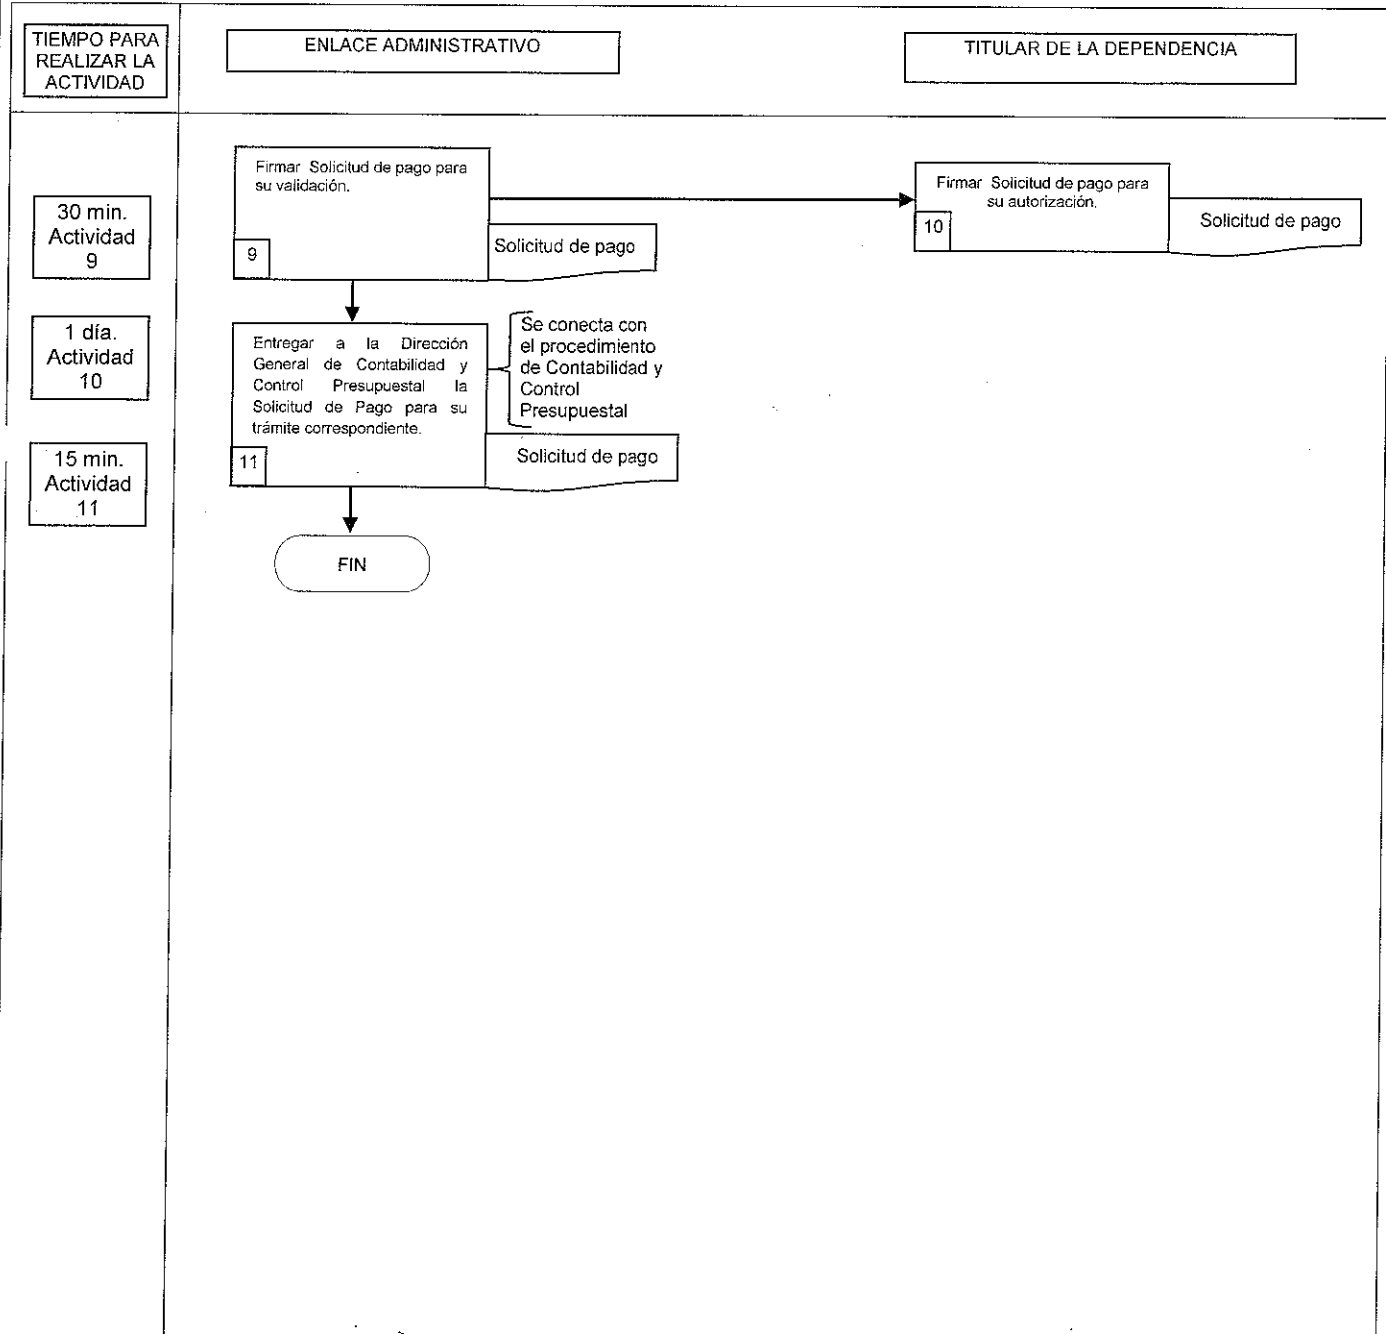 TIEMPO PARA
REALIZAR LA
ACTIVIDAD
ENLACE ADMINISTRATIVO
TITULAR DE LA DEPENDENCIA
30 min.
Actividad
9
Firmar Solicitud de pago para
su validación.
9
Solicitud de pago
Firmar Solicitud de pago para
su autorización.
10
Solicitud de pago
1 día.
Actividad
10
Entregar a la Dirección
General de Contabilidad y
Control Presupuestal la
Solicitud de Pago para su
trámite correspondiente.
11
Se conecta con
el procedimiento
de Contabilidad y
Control
Presupuestal
Solicitud de pago
15 min.
Actividad
11
FIN